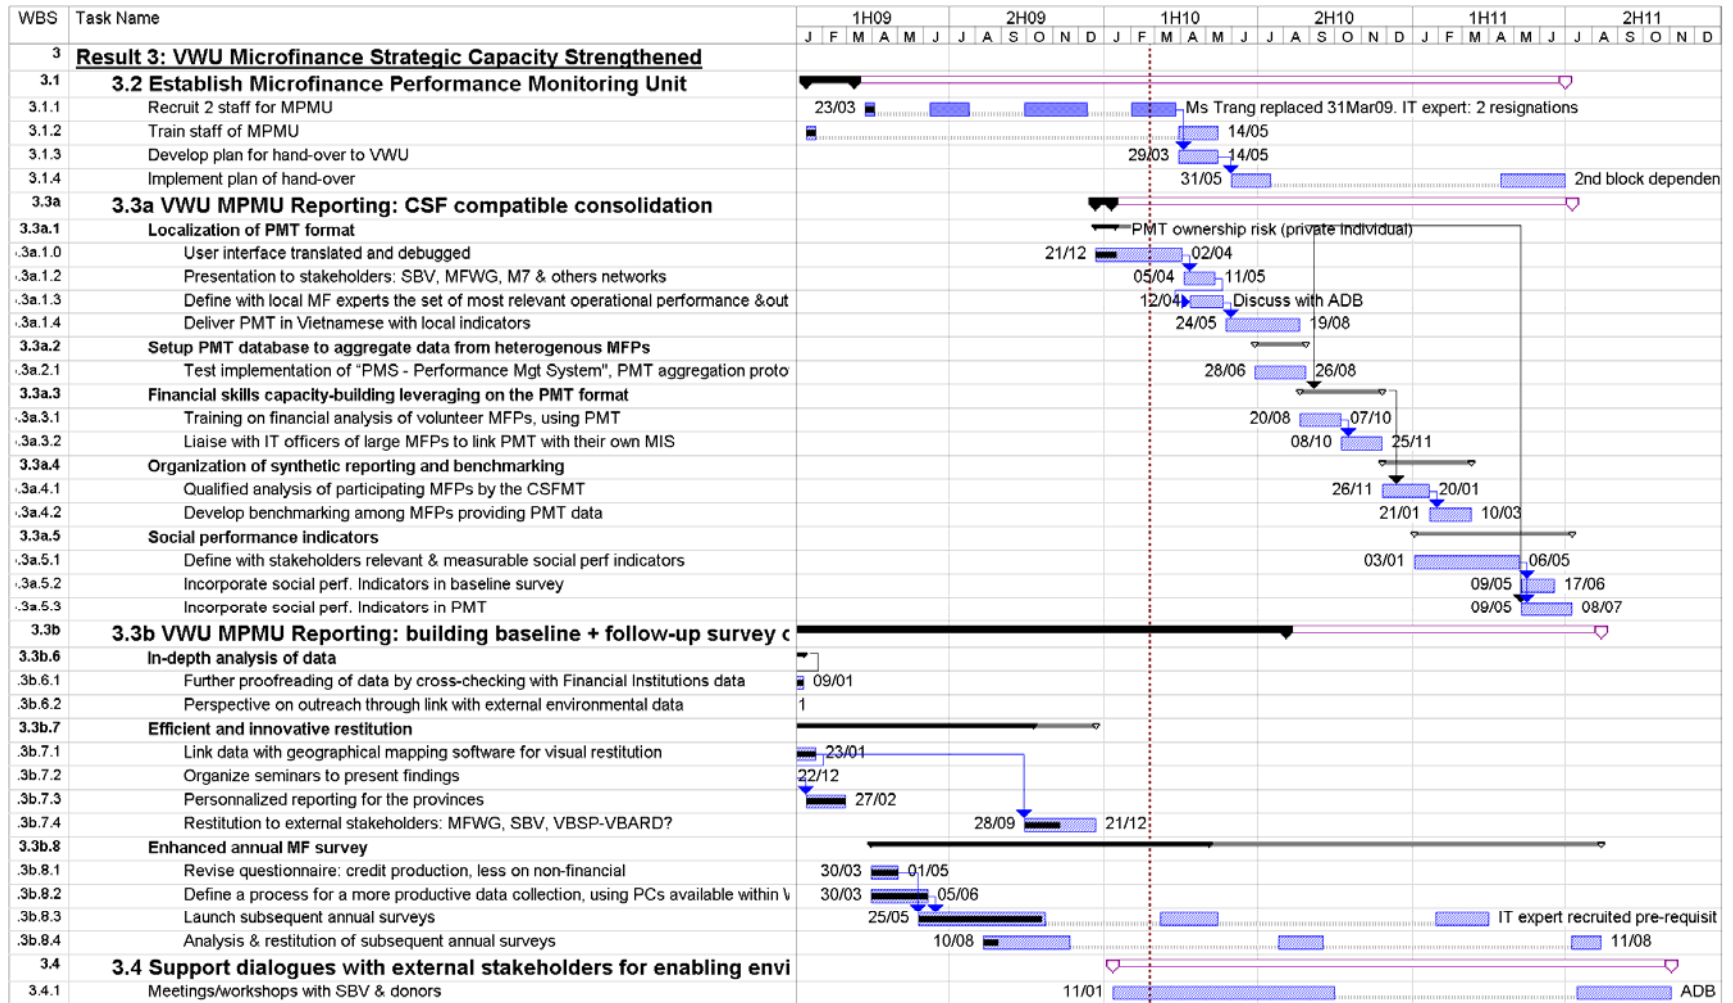 WBS Task Name 1H09 2H09 1H10 2H10 1H11 2H11
J F M A M J J A S O N D J F M A M J J A S O N D J F M A M J J A S O N D
3 Result 3: VWU Microfinance Strategic Capacity Strengthened
3.1 3.2 Establish Microfinance Performance Monitoring Unit
3.1.1 Recruit 2 staff for MPMU 23/03 Ms Trang replaced 31Mar09. IT expert: 2 resignations
3.1.2 Train staff of MPMU 14/05
3.1.3 Develop plan for hand-over to VWU 29/03 14/05
3.1.4 Implement plan of hand-over 31/05 2nd block dependen
3.3a 3.3a VWU MPMU Reporting: CSF compatible consolidation
3.3a.1 Localization of PMT format PMT ownership risk (private individual)
.3a.1.0 User interface translated and debugged 21/12 02/04
.3a.1.2 Presentation to stakeholders: SBV, MFWG, M7 & others networks 05/04 11/05
.3a.1.3 Define with local MF experts the set of most relevant operational performance &out 12/04 Discuss with ADB
.3a.1.4 Deliver PMT in Vietnamese with local indicators 24/05 19/08
3.3a.2 Setup PMT database to aggregate data from heterogenous MFPs
.3a.2.1 Test implementation of “PMS - Performance Mgt System", PMT aggregation proto 28/06 26/08
3.3a.3 Financial skills capacity-building leveraging on the PMT format
.3a.3.1 Training on financial analysis of volunteer MFPs, using PMT 20/08 07/10
.3a.3.2 Liaise with IT officers of large MFPs to link PMT with their own MIS 08/10 25/11
3.3a.4 Organization of synthetic reporting and benchmarking
.3a.4.1 Qualified analysis of participating MFPs by the CSFMT 26/11 20/01
.3a.4.2 Develop benchmarking among MFPs providing PMT data 21/01 10/03
3.3a.5 Social performance indicators
.3a.5.1 Define with stakeholders relevant & measurable social perf indicators 03/01 06/05
.3a.5.2 Incorporate social perf. Indicators in baseline survey 09/05 17/06
.3a.5.3 Incorporate social perf. Indicators in PMT 09/05 08/07
3.3b 3.3b VWU MPMU Reporting: building baseline + follow-up survey c
3.3b.6 In-depth analysis of data
.3b.6.1 Further proofreading of data by cross-checking with Financial Institutions data 09/01
.3b.6.2 Perspective on outreach through link with external environmental data 1
3.3b.7 Efficient and innovative restitution
.3b.7.1 Link data with geographical mapping software for visual restitution 23/01
.3b.7.2 Organize seminars to present findings 22/12
.3b.7.3 Personnalized reporting for the provinces 27/02
.3b.7.4 Restitution to external stakeholders: MFWG, SBV, VBSP-VBARD? 28/09 21/12
3.3b.8 Enhanced annual MF survey
.3b.8.1 Revise questionnaire: credit production, less on non-financial 30/03 01/05
.3b.8.2 Define a process for a more productive data collection, using PCs available within 30/03 05/06
.3b.8.3 Launch subsequent annual surveys 25/05 IT expert recruited pre-requisit
.3b.8.4 Analysis & restitution of subsequent annual surveys 10/08 11/08
3.4 3.4 Support dialogues with external stakeholders for enabling envi
3.4.1 Meetings/workshops with SBV & donors 11/01 ADB